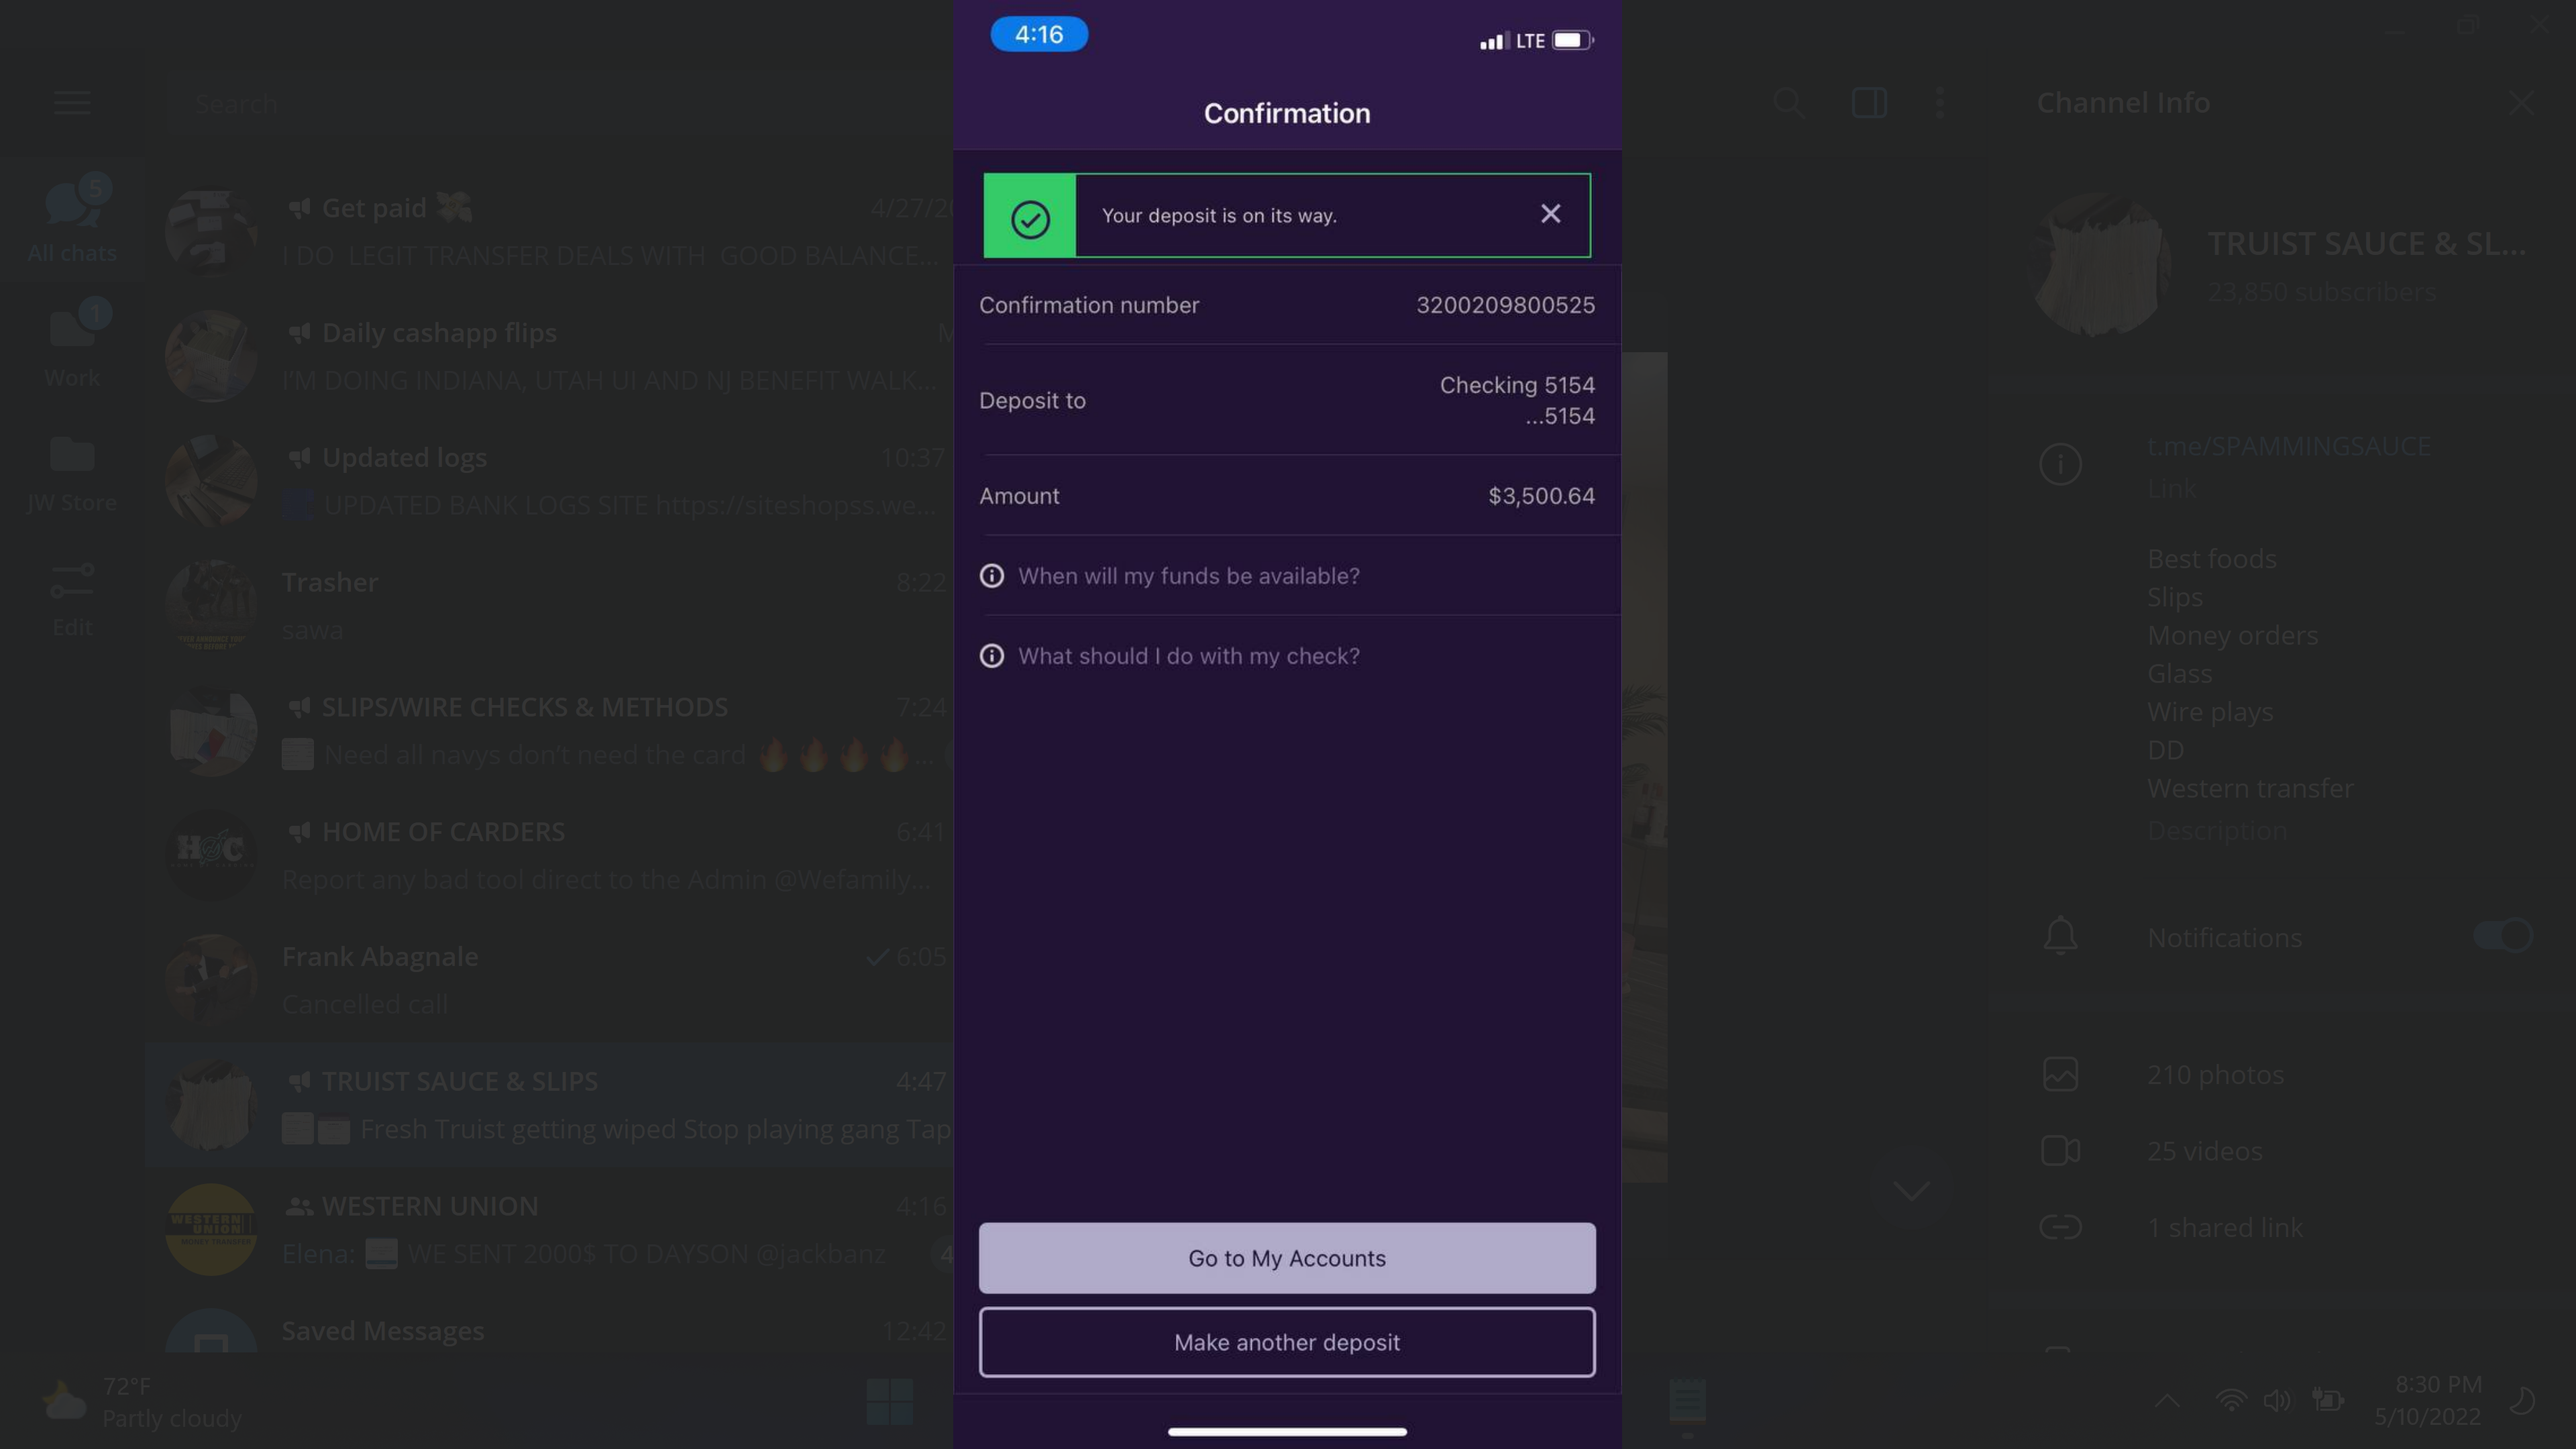 4:16
LTE
Confirmation
Your deposit is on its way.
Confirmation number 3200209800525
Deposit to Checking 5154
...5154
Amount $3,500.64
When will my funds be available?
What should I do with my check?
Go to My Accounts
Make another deposit
Search
5
All chats
1
Work
JW Store
Edit
Get paid 4/27/20
I DO LEGIT TRANSFER DEALS WITH GOOD BALANCE...
Daily cashapp flips M
I'M DOING INDIANA, UTAH UI AND NJ BENEFIT WALK...
Updated logs 10:37
UPDATED BANK LOGS SITE https://siteshopss.we...
Trasher 8:22
sawa
SLIPS/WIRE CHECKS & METHODS 7:24
Need all navys don't need the card 🔥🔥🔥🔥...
HOC
HOME OF CARDERS 6:41
Report any bad tool direct to the Admin @Wefamily...
Frank Abagnale 6:05
Cancelled call
TRUIST SAUCE & SLIPS 4:47
Fresh Truist getting wiped Stop playing gang Tap
WESTERN UNION
WESTERN UNION 4:16
Elena: WE SENT 2000$ TO DAYSON @jackbanz 4
Saved Messages 12:42
Channel Info
TRUIST SAUCE & SL...
23,850 subscribers
t.me/SPAMMINGSAUCE
Link
Best foods
Slips
Money orders
Glass
Wire plays
DD
Western transfer
Description
Notifications
210 photos
25 videos
1 shared link
72°F
Partly cloudy
8:30 PM
5/10/2022